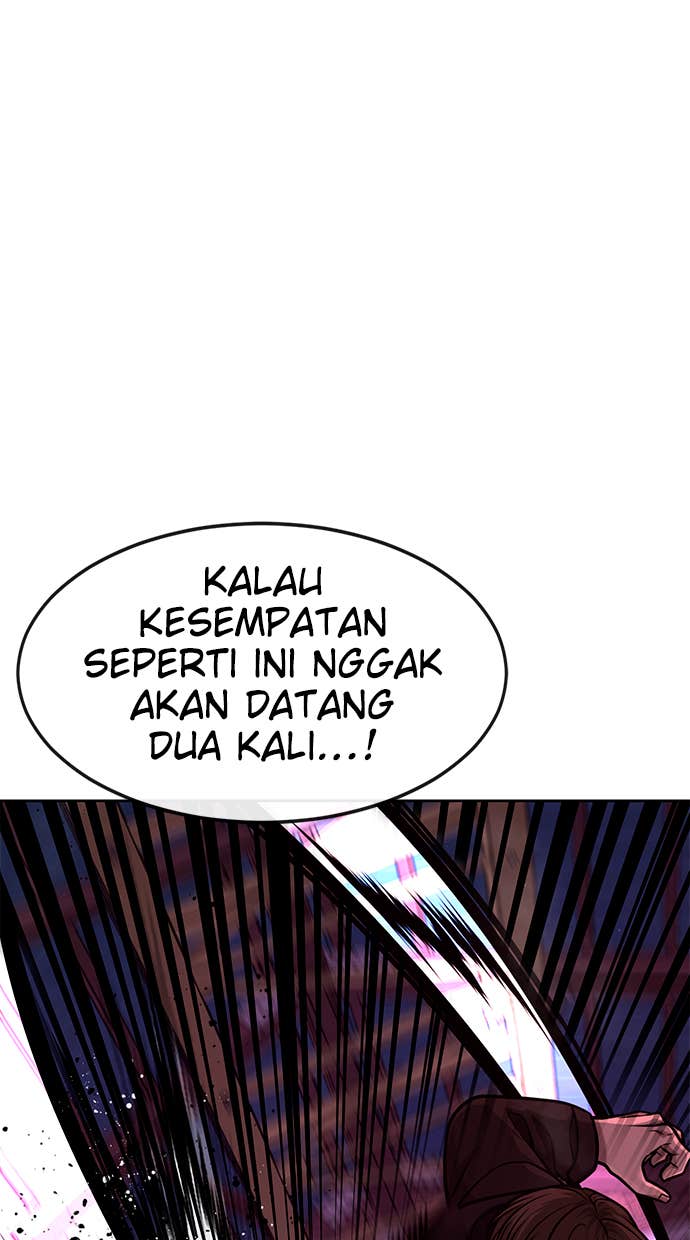 KALAU
KESEMPATAN
SEPERTI INI NGGAK
AKAN DATANG
DUA KALI...!